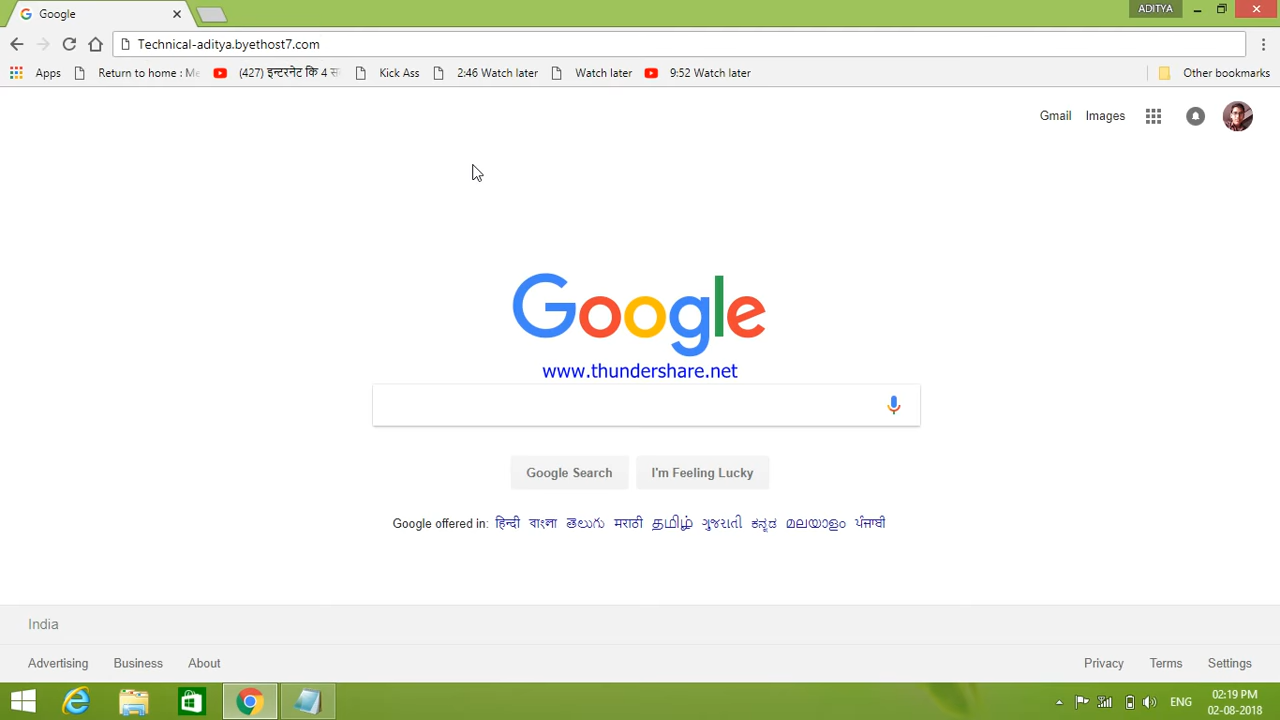 Google
ADITYA
Technical-aditya.byethost7.com
Apps Return to home : Me (427) इन्टरनेट कि 4 स Kick Ass 2:46 Watch later Watch later 9:52 Watch later Other bookmarks
Gmail Images
Google
www.thundershare.net
Google Search I'm Feeling Lucky
Google offered in: हिन्दी বাংলা తెలుగు मराठी தமிழ் ગુજરાતી ಕನ್ನಡ മലയാളം ਪੰਜਾਬੀ
India
Advertising Business About Privacy Terms Settings
ENG 02:19 PM
02-08-2018